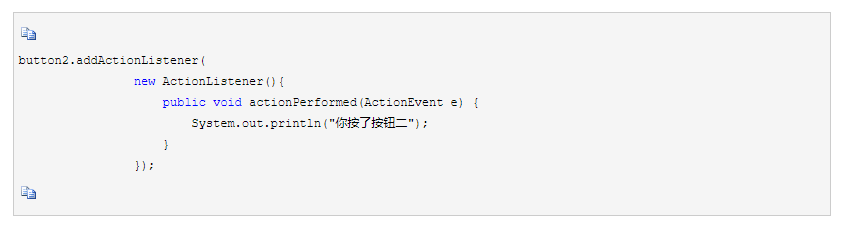 button2.addActionListener(
new ActionListener(){
public void actionPerformed(ActionEvent e) {
System.out.println("你按了按钮二");
}
});